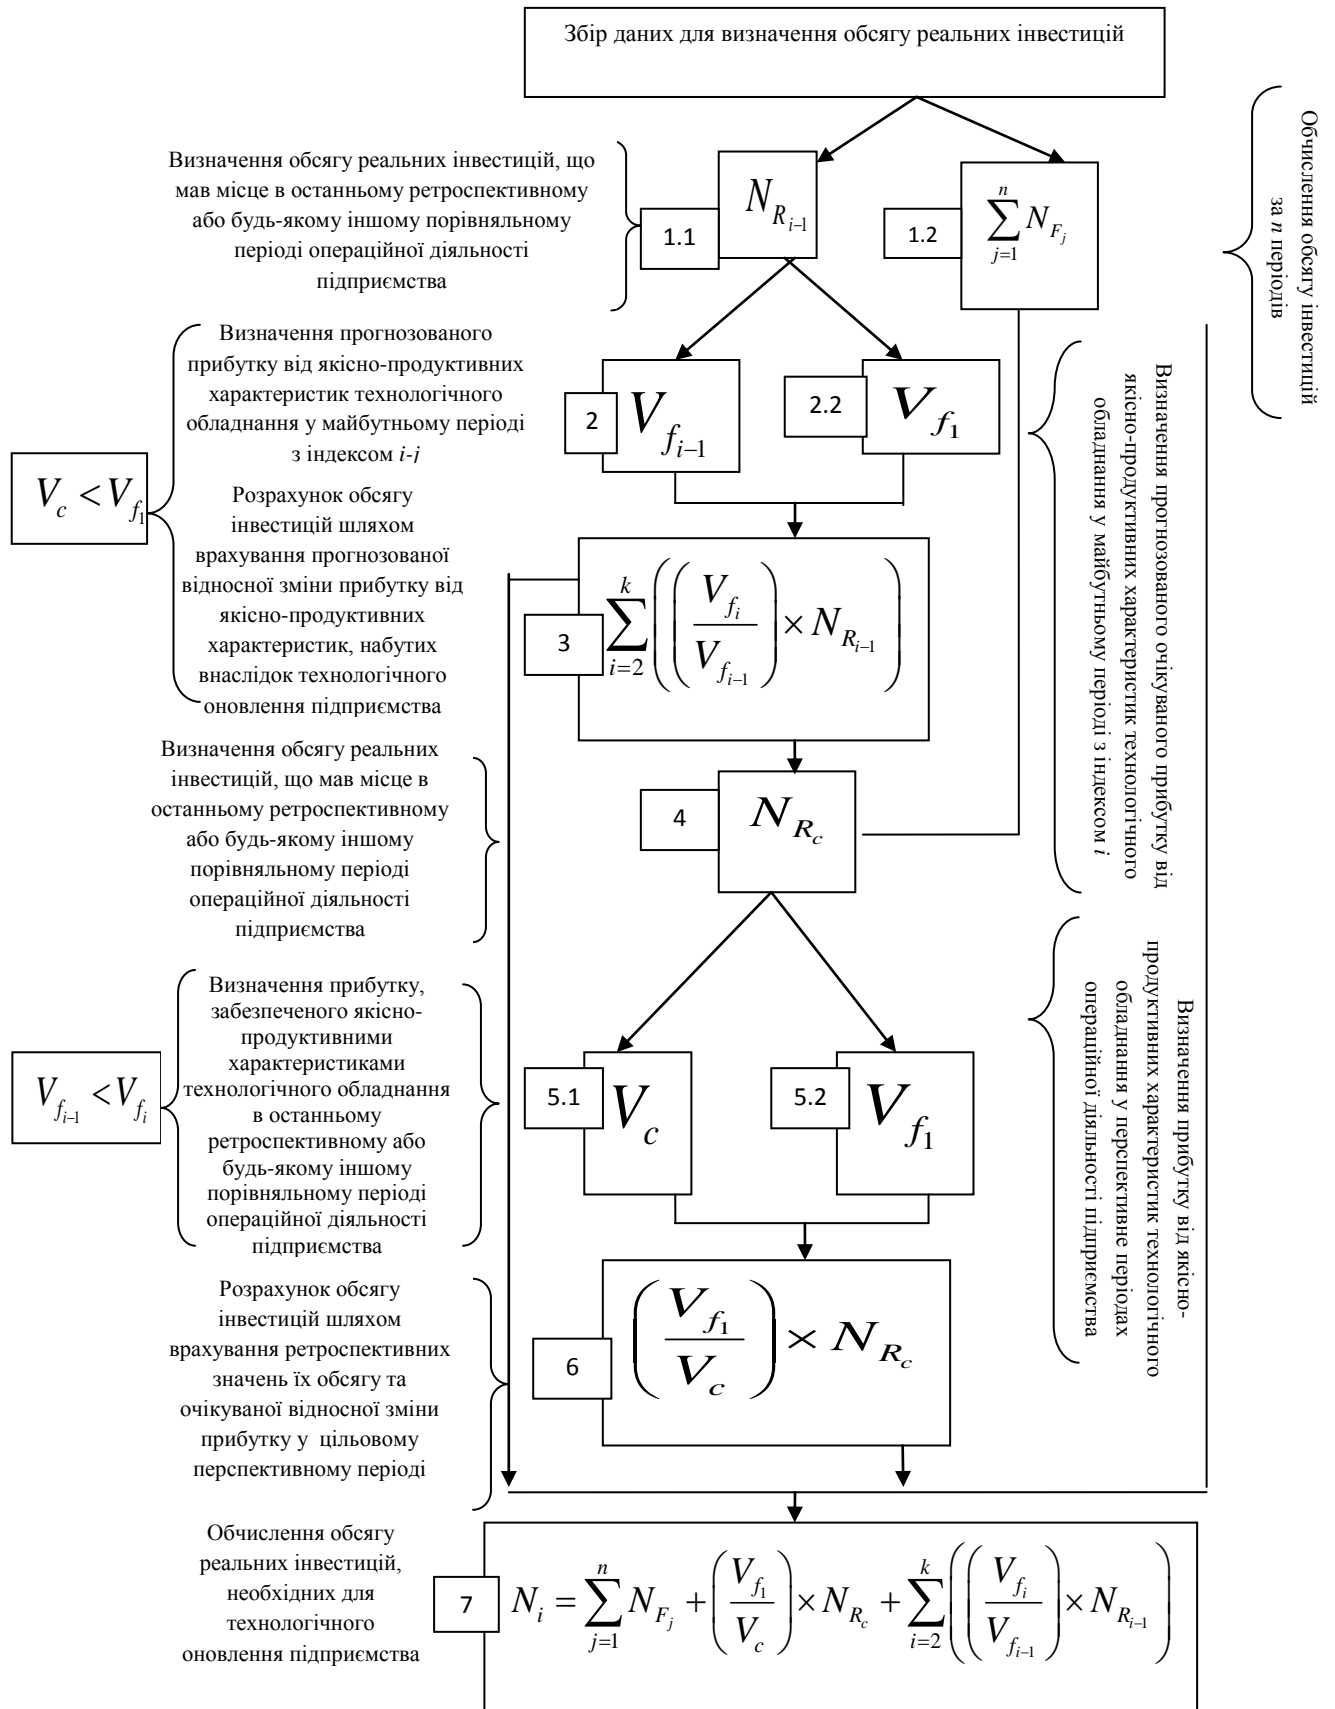 Збір даних для визначення обсягу реальних інвестицій
Обчислення обсягу інвестицій
за n періодів
Визначення обсягу реальних інвестицій, що
мав місце в останньому ретроспективному
або будь-якому іншому порівняльному
періоді операційної діяльності
підприємства
1.1
N_{R_{i-1}}
1.2
\sum_{j=1}^{n} N_{F_j}
Визначення прогнозованого
прибутку від якісно-продуктивних
характеристик технологічного
обладнання у майбутньому періоді
з індексом i-j
2
V_{f_{i-1}}
2.2
V_{f_1}
Визначення прогнозованого очікуваного прибутку від
якісно-продуктивних характеристик технологічного
обладнання у майбутньому періоді з індексом i
V_c < V_{f_1}
Розрахунок обсягу
інвестицій шляхом
врахування прогнозованої
відносної зміни прибутку від
якісно-продуктивних
характеристик, набутих
внаслідок технологічного
оновлення підприємства
3
\sum_{i=2}^{k} ((V_{f_i} / V_{f_{i-1}}) × N_{R_{i-1}})
Визначення обсягу реальних
інвестицій, що мав місце в
останньому ретроспективному
або будь-якому іншому
порівняльному періоді
операційної діяльності
підприємства
4
N_{R_c}
Визначення прибутку від якісно-
продуктивних характеристик технологічного
обладнання у перспективне періодах
операційної діяльності підприємства
V_{f_{i-1}} < V_{f_i}
Визначення прибутку,
забезпеченого якісно-
продуктивними
характеристиками
технологічного обладнання
в останньому
ретроспективному або
будь-якому іншому
порівняльному періоді
операційної діяльності
підприємства
5.1
V_c
5.2
V_{f_1}
Розрахунок обсягу
інвестицій шляхом
врахування ретроспективних
значень їх обсягу та
очікуваної відносної зміни
прибутку у цільовому
перспективному періоді
6
(V_{f_1} / V_c) × N_{R_c}
Обчислення обсягу
реальних інвестицій,
необхідних для
технологічного
оновлення підприємства
7
N_i = \sum_{j=1}^{n} N_{F_j} + (V_{f_1} / V_c) × N_{R_c} + \sum_{i=2}^{k} ((V_{f_i} / V_{f_{i-1}}) × N_{R_{i-1}})